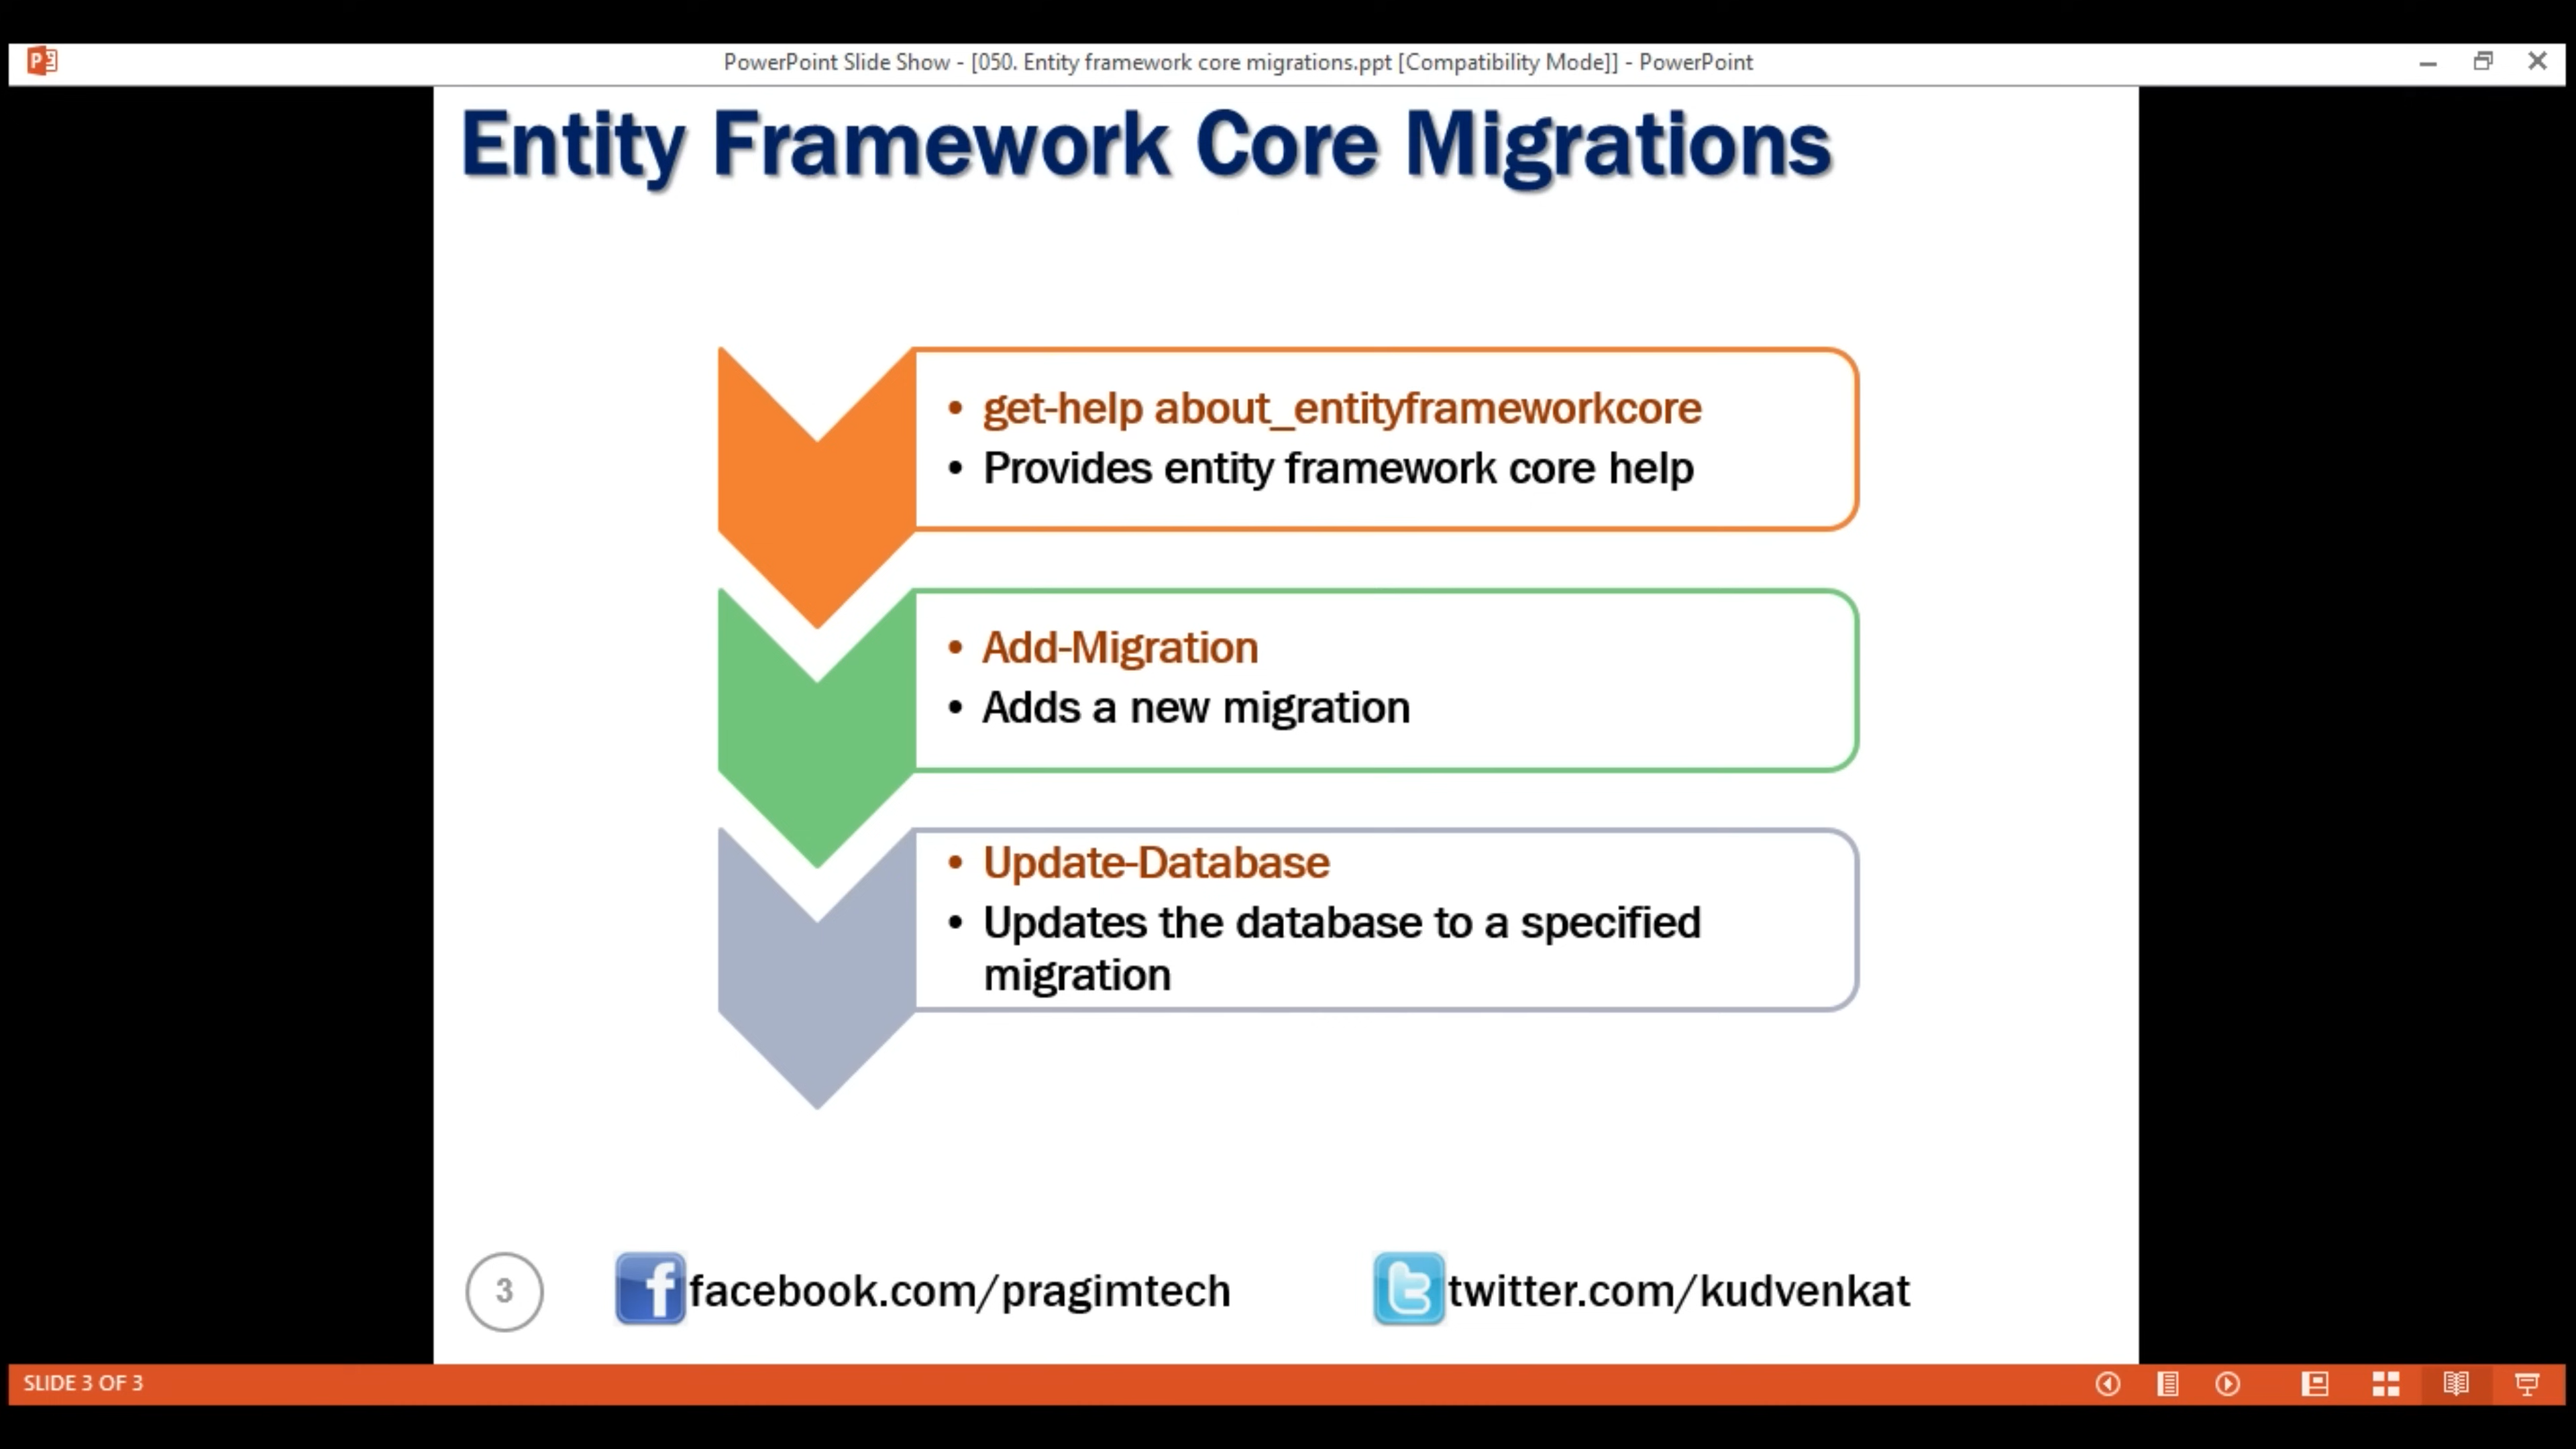 PowerPoint Slide Show - [050. Entity framework core migrations.ppt [Compatibility Mode]] - PowerPoint
Entity Framework Core Migrations
• get-help about_entityframeworkcore
• Provides entity framework core help
• Add-Migration
• Adds a new migration
• Update-Database
• Updates the database to a specified
migration
3
facebook.com/pragimtech
twitter.com/kudvenkat
SLIDE 3 OF 3